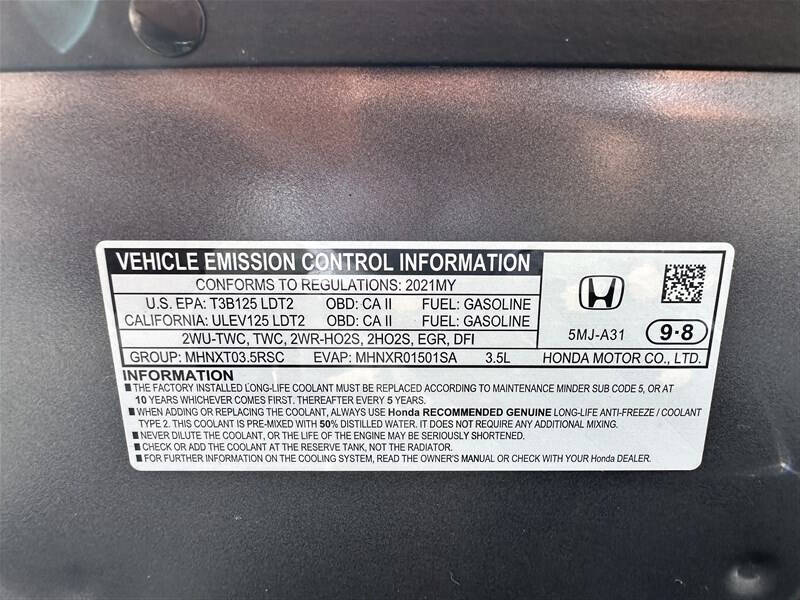 VEHICLE EMISSION CONTROL INFORMATION
CONFORMS TO REGULATIONS: 2021MY
U.S. EPA: T3B125 LDT2 OBD: CA II FUEL: GASOLINE
CALIFORNIA: ULEV125 LDT2 OBD: CA II FUEL: GASOLINE
2WU-TWC, TWC, 2WR-HO2S, 2HO2S, EGR, DFI
5MJ-A31 9·8
GROUP: MHNXT03.5RSC EVAP: MHNXR01501SA 3.5L HONDA MOTOR CO., LTD.
INFORMATION
■ THE FACTORY INSTALLED LONG-LIFE COOLANT MUST BE REPLACED ACCORDING TO MAINTENANCE MINDER SUB CODE 5, OR AT
10 YEARS WHICHEVER COMES FIRST. THEREAFTER EVERY 5 YEARS.
■ WHEN ADDING OR REPLACING THE COOLANT, ALWAYS USE Honda RECOMMENDED GENUINE LONG-LIFE ANTI-FREEZE / COOLANT
TYPE 2. THIS COOLANT IS PRE-MIXED WITH 50% DISTILLED WATER. IT DOES NOT REQUIRE ANY ADDITIONAL MIXING.
■ NEVER DILUTE THE COOLANT, OR THE LIFE OF THE ENGINE MAY BE SERIOUSLY SHORTENED.
■ CHECK OR ADD THE COOLANT AT THE RESERVE TANK, NOT THE RADIATOR.
■ FOR FURTHER INFORMATION ON THE COOLING SYSTEM, READ THE OWNER'S MANUAL OR CHECK WITH YOUR Honda DEALER.